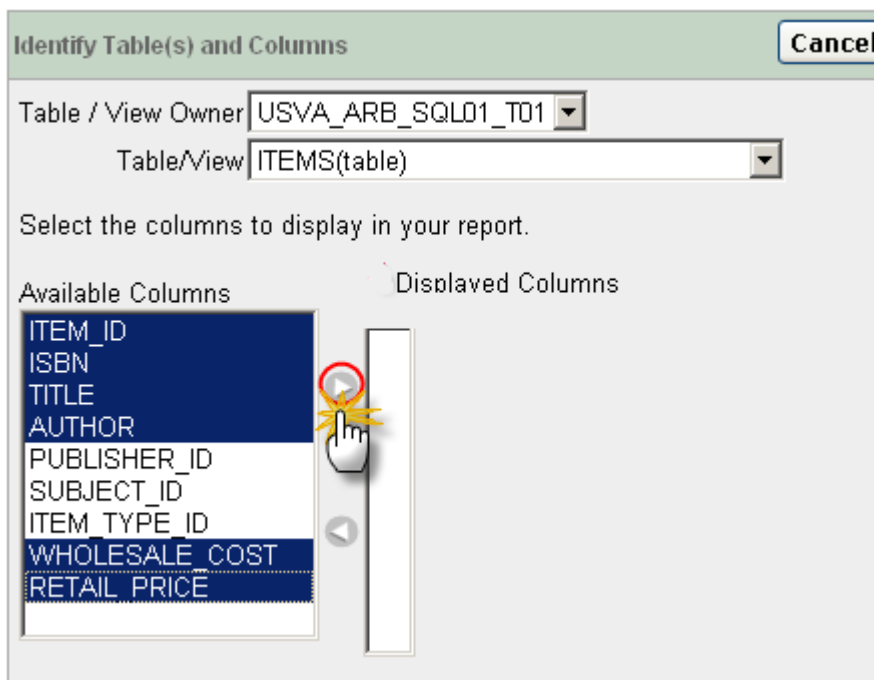 Identify Table(s) and Columns
Cancel
Table / View Owner USVA_ARB_SQL01_T01
Table/View ITEMS(table)
Select the columns to display in your report.
Available Columns
Displayed Columns
ITEM_ID
ISBN
TITLE
AUTHOR
PUBLISHER_ID
SUBJECT_ID
ITEM_TYPE_ID
WHOLESALE_COST
RETAIL_PRICE